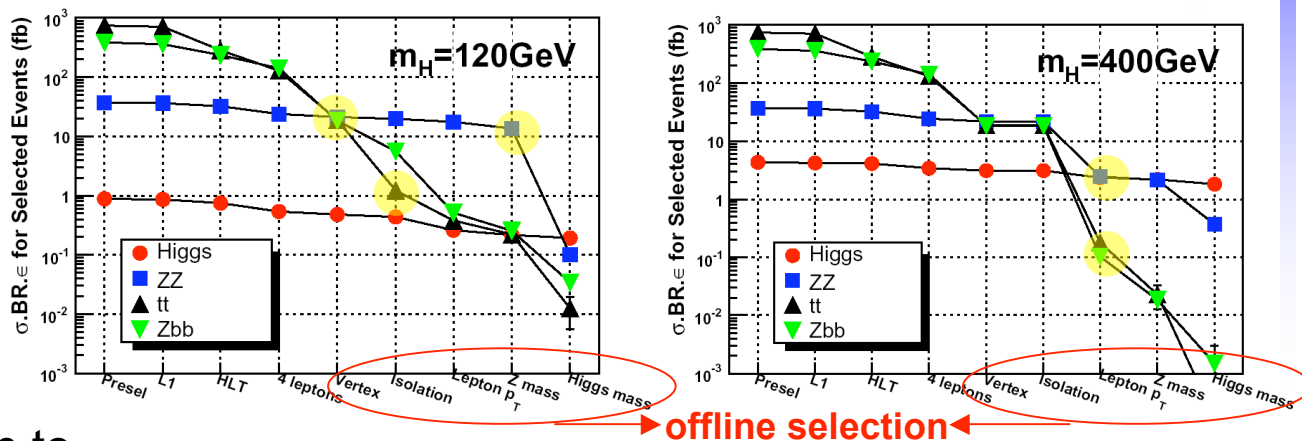 σ.BR.∈ for Selected Events (fb)
10³
10²
10
1
10⁻¹
10⁻²
10⁻³
m_H=120GeV
Higgs
ZZ
tt
Zbb
Presel
L1
HLT
4 leptons
Vertex
Isolation
Lepton p_T
Z mass
Higgs mass
σ.BR.∈ for Selected Events (fb)
10³
10²
10
1
10⁻¹
10⁻²
10⁻³
m_H=400GeV
Higgs
ZZ
tt
Zbb
Presel
L1
HLT
4 leptons
Vertex
Isolation
Lepton p_T
Z mass
Higgs mass
offline selection